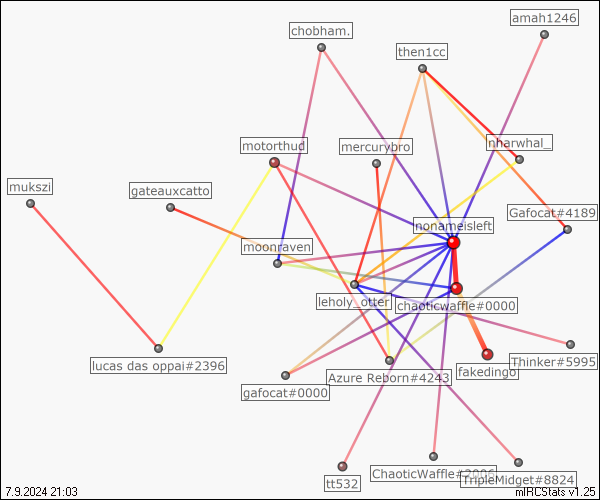 amah1246
chobham.
then1cc
motorthud
mercurybro
nharwhal_
mukszi
gateauxcatto
Gafocat#4189
nonameisleft
moonraven
leholy_otter
chaoticwaffle#0000
lucas das oppai#2396
Thinker#5995
fakedingo
Azure Reborn#4243
gafocat#0000
ChaoticWaffle#2006
TripleMidget#8824
tt532
7.9.2024 21:03
mIRCStats v1.25